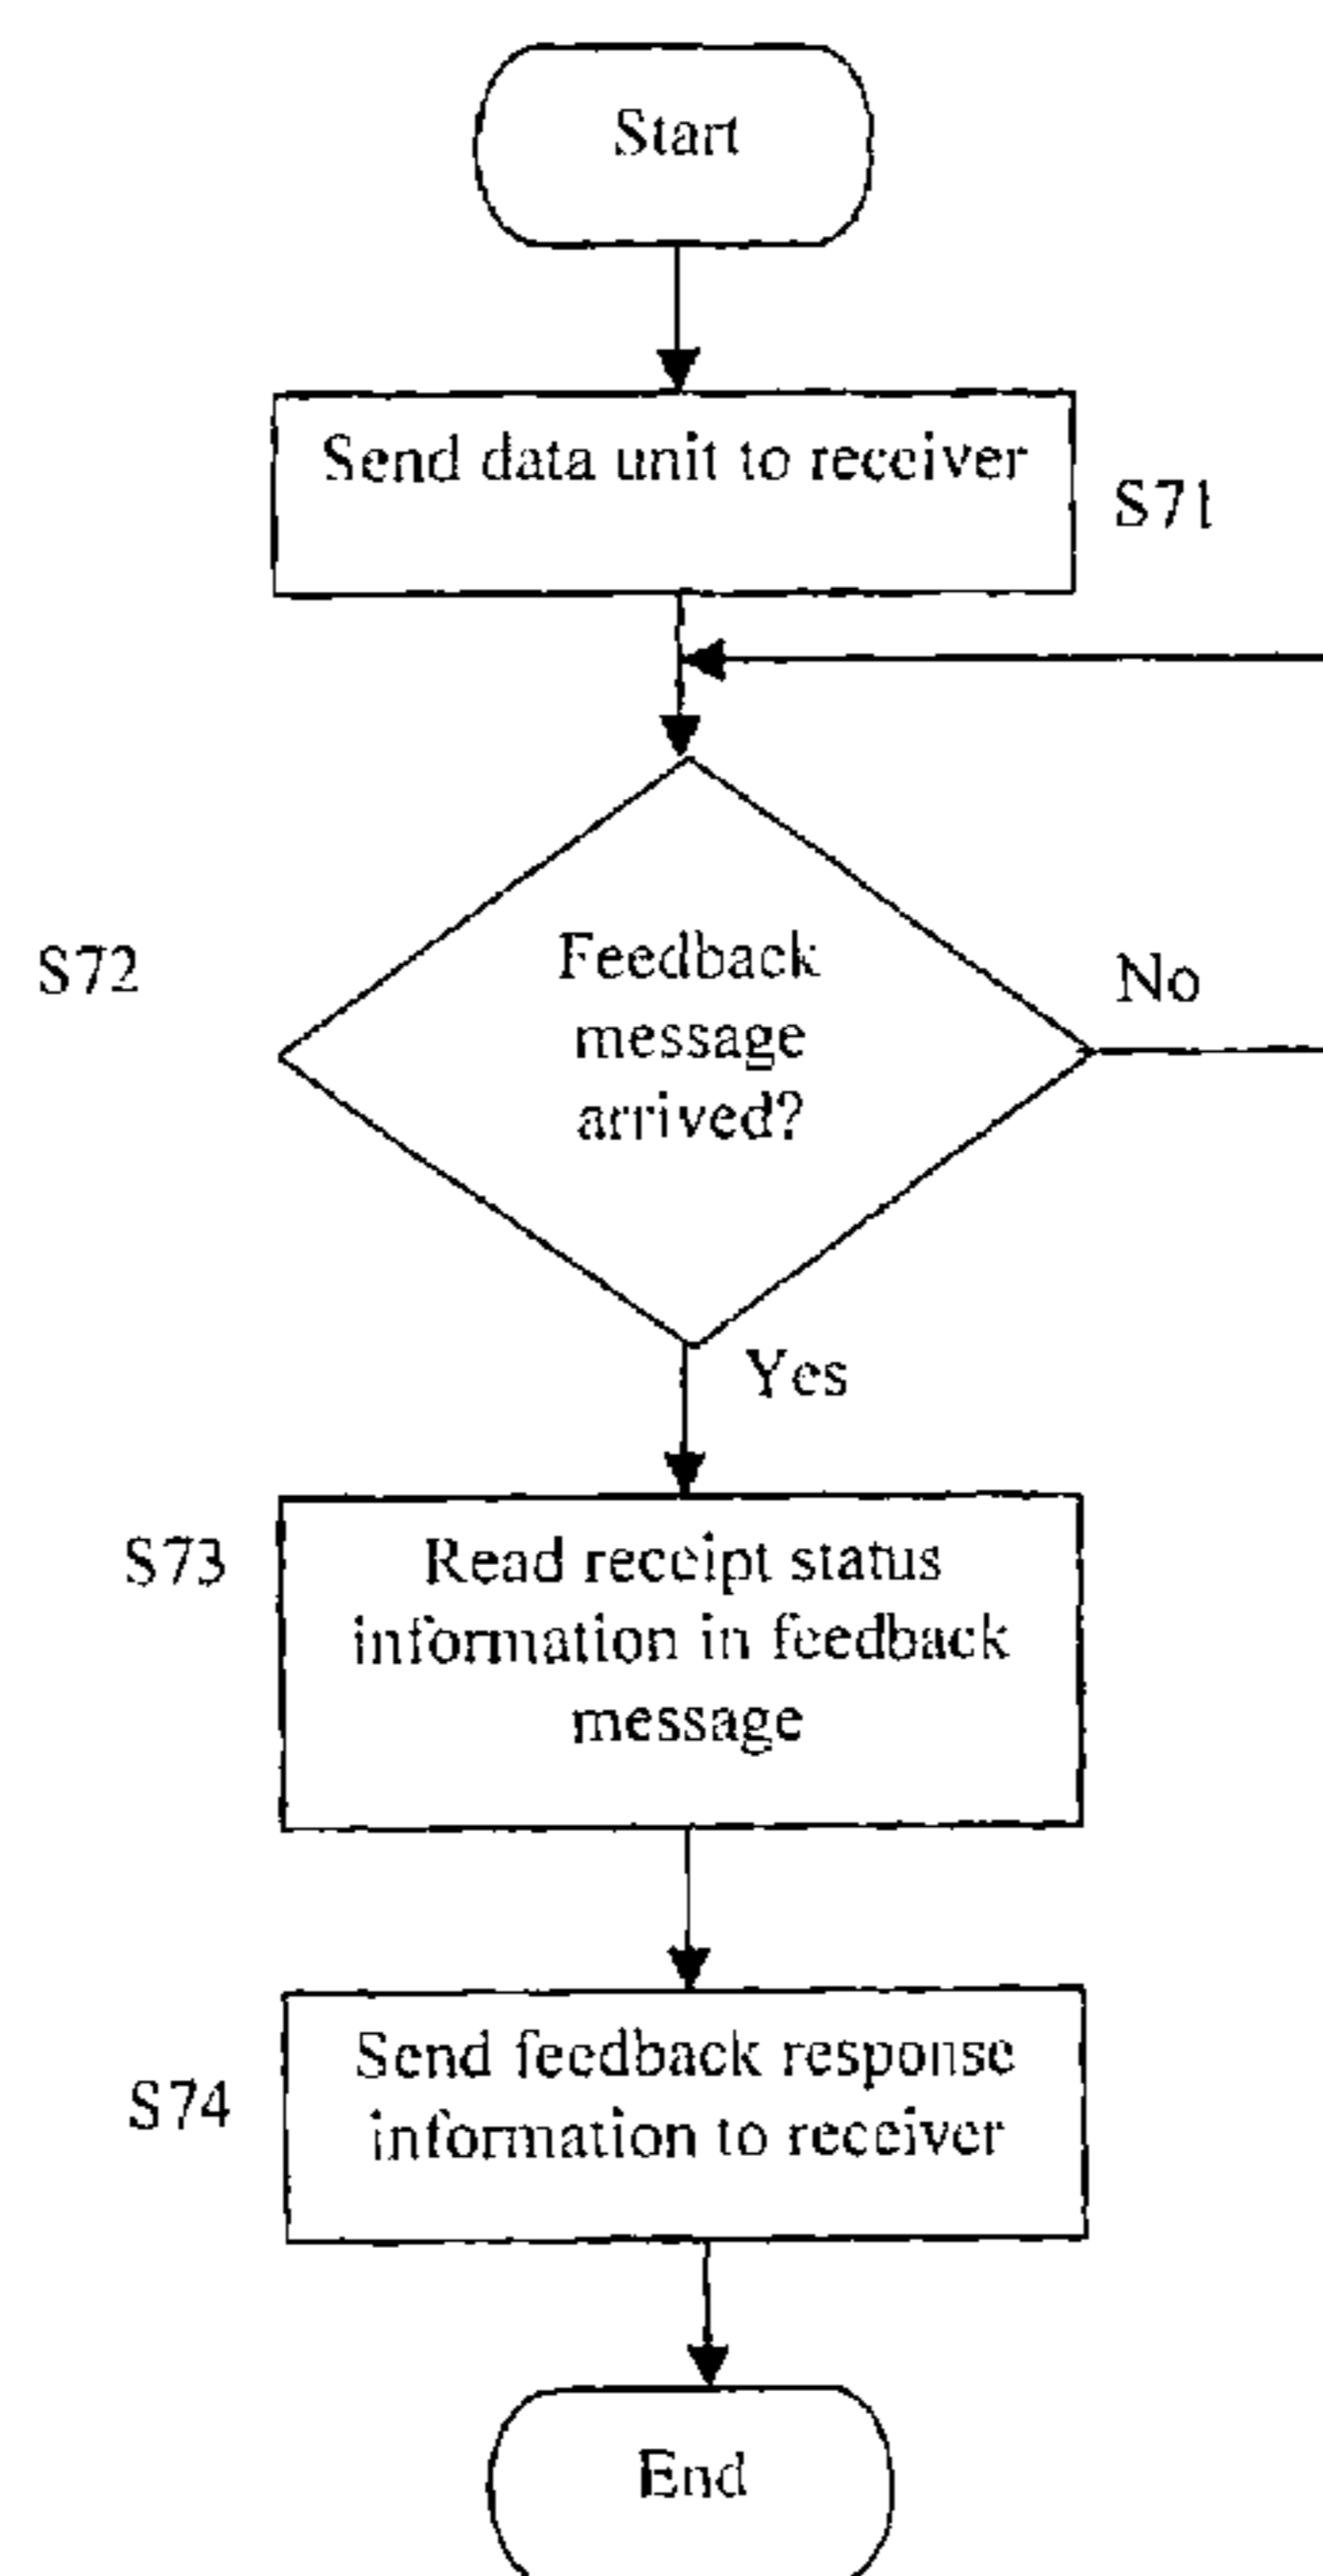 Start
Send data unit to receiver
S71
S72
Feedback
message
arrived?
No
Yes
S73
Read receipt status
information in feedback
message
S74
Send feedback response
information to receiver
End